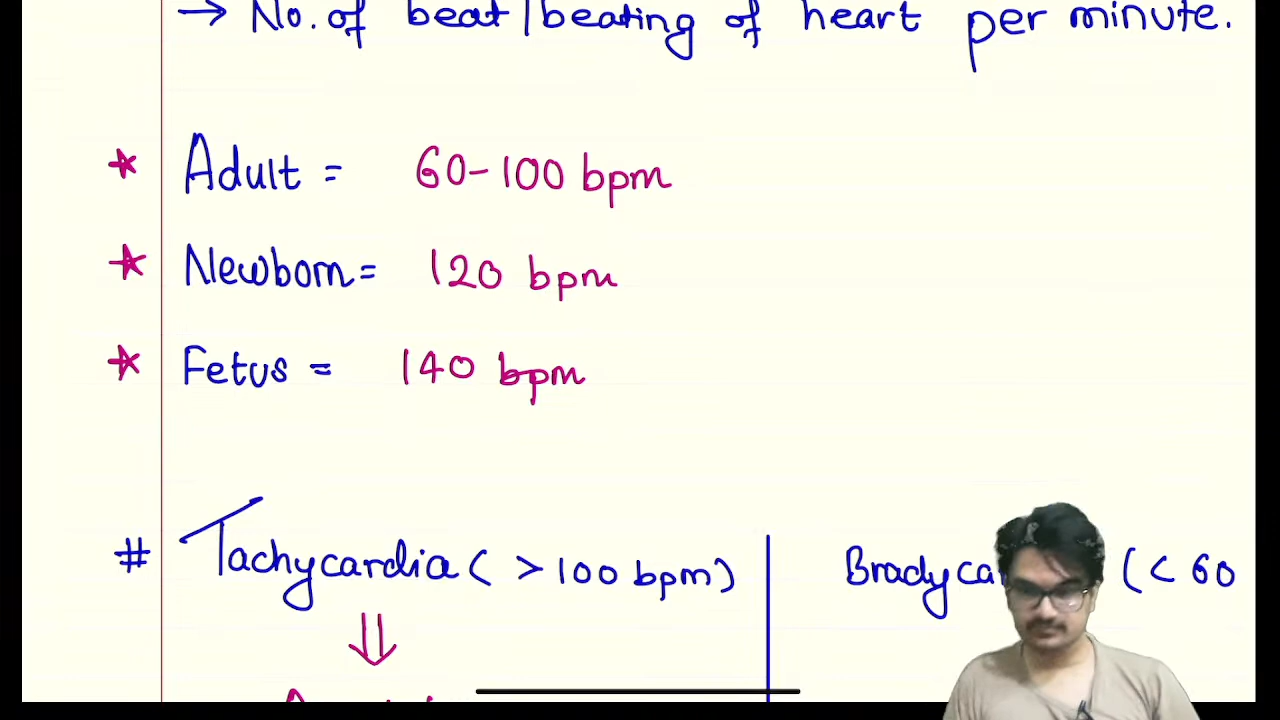 → No. of beat/beating of heart per minute.
* Adult = 60-100 bpm
* Newborn = 120 bpm
* Fetus = 140 bpm
# Tachycardia ( > 100 bpm)
( < 60